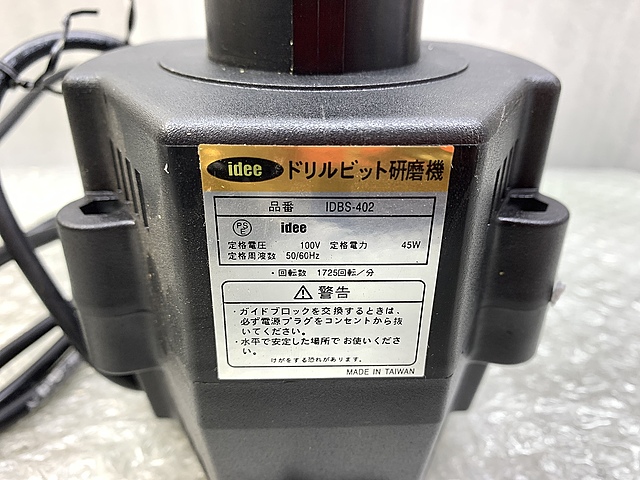 idee ドリルビット研磨機
品番 IDBS-402
PS E idee
定格電圧 100V 定格電力 45W
定格周波数 50/60Hz
・回転数 1725回転/分
⚠ 警告
・ガイドブロックを交換するときは、
必ず電源プラグをコンセントから抜
いてください。
・水平で安定した場所でお使いくださ
い。
けがをする恐れがあります。
MADE IN TAIWAN